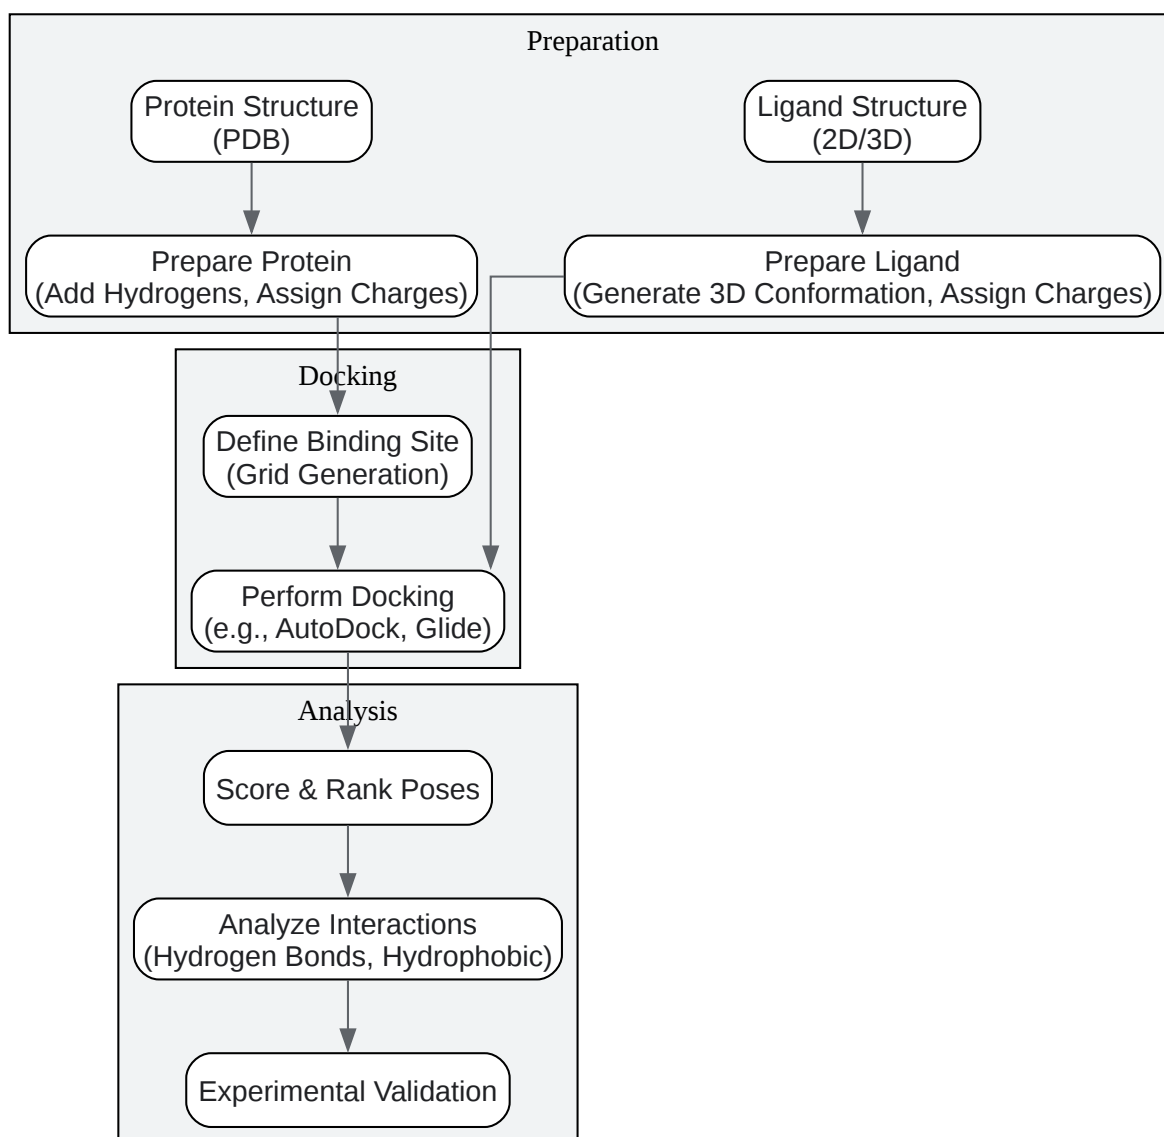 Preparation
Protein Structure
(PDB)
Ligand Structure
(2D/3D)
Prepare Protein
(Add Hydrogens, Assign Charges)
Prepare Ligand
(Generate 3D Conformation, Assign Charges)
Docking
Define Binding Site
(Grid Generation)
Perform Docking
(e.g., AutoDock, Glide)
Analysis
Score & Rank Poses
Analyze Interactions
(Hydrogen Bonds, Hydrophobic)
Experimental Validation